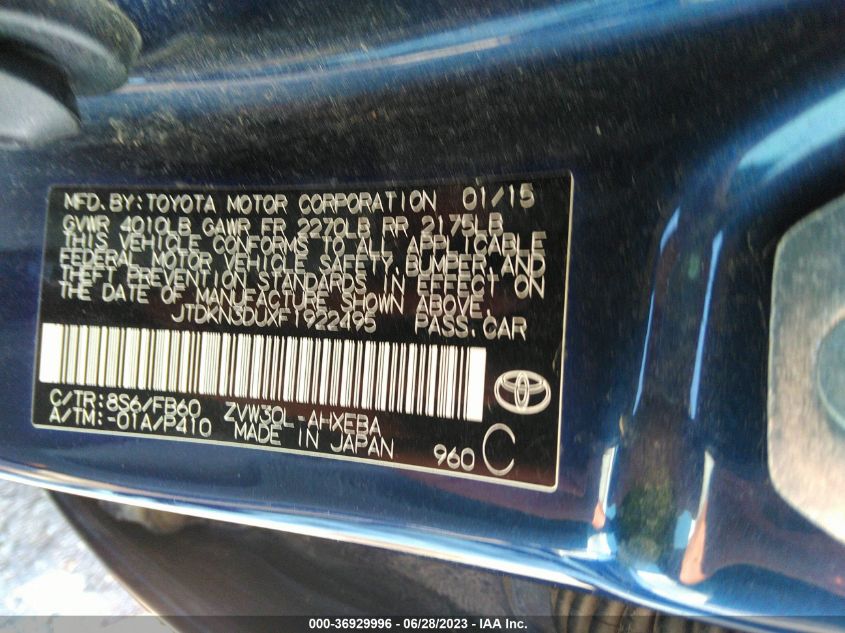 MFD.BY:TOYOTA MOTOR CORPORATION 01/15
GVWR 4010LB GAWR FR 2270LB RR 2175LB
THIS VEHICLE CONFORMS TO ALL APPLICABLE
FEDERAL MOTOR VEHICLE SAFETY,BUMPER,AND
THEFT PREVENTION STANDARDS IN EFFECT ON
THE DATE OF MANUFACTURE SHOWN ABOVE.
JTDKN3DUXF1922495 PASS.CAR
C/TR:8S6/FB60 ZVW30L-AHXEBA
A/TM:-01A/P410 MADE IN JAPAN 960 C
000-36929996 - 06/28/2023 - IAA Inc.